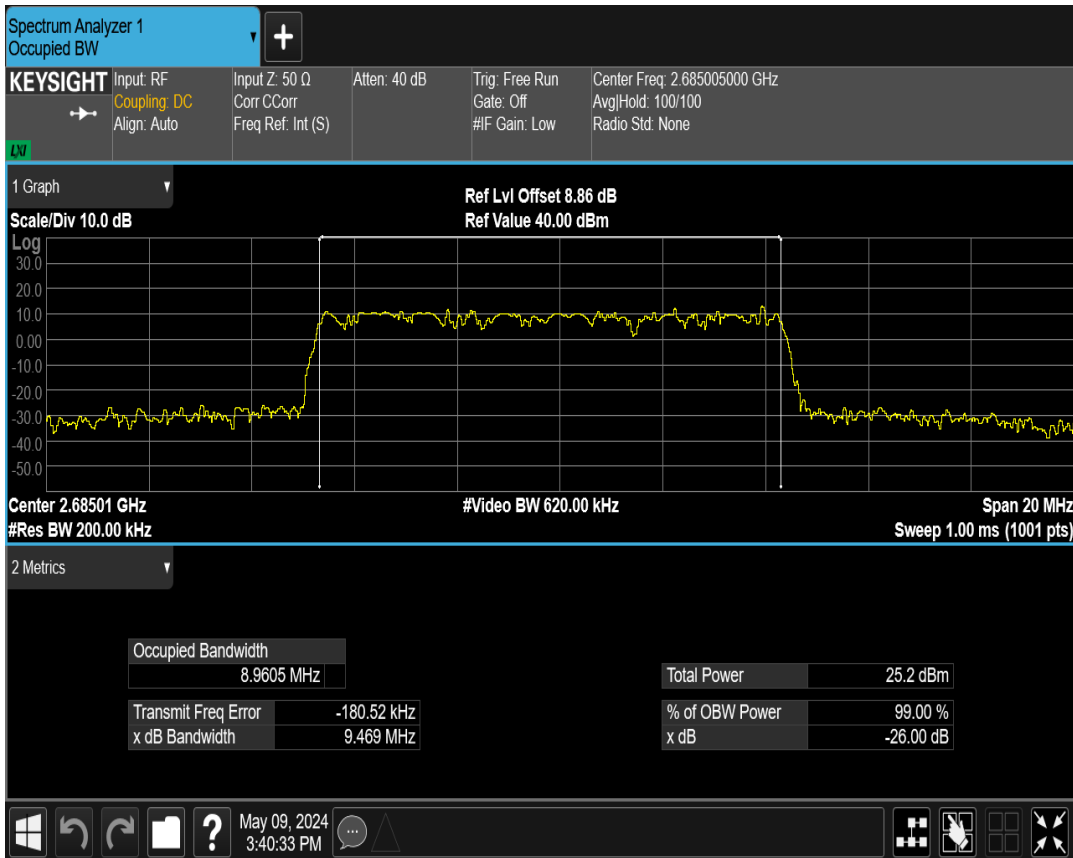 Spectrum Analyzer 1
Occupied BW
KEYSIGHT
Input: RF
Coupling: DC
Align: Auto
Input Z: 50 Ω
Corr CCorr
Freq Ref: Int (S)
Atten: 40 dB
Trig: Free Run
Gate: Off
#IF Gain: Low
Center Freq: 2.685005000 GHz
Avg|Hold: 100/100
Radio Std: None
LXI
1 Graph
Ref Lvl Offset 8.86 dB
Scale/Div 10.0 dB
Ref Value 40.00 dBm
Log
30.0
20.0
10.0
0.00
-10.0
-20.0
-30.0
-40.0
-50.0
Center 2.68501 GHz
#Video BW 620.00 kHz
Span 20 MHz
#Res BW 200.00 kHz
Sweep 1.00 ms (1001 pts)
2 Metrics
Occupied Bandwidth
8.9605 MHz
Total Power 25.2 dBm
Transmit Freq Error -180.52 kHz
% of OBW Power 99.00 %
x dB Bandwidth 9.469 MHz
x dB -26.00 dB
?
May 09, 2024
3:40:33 PM